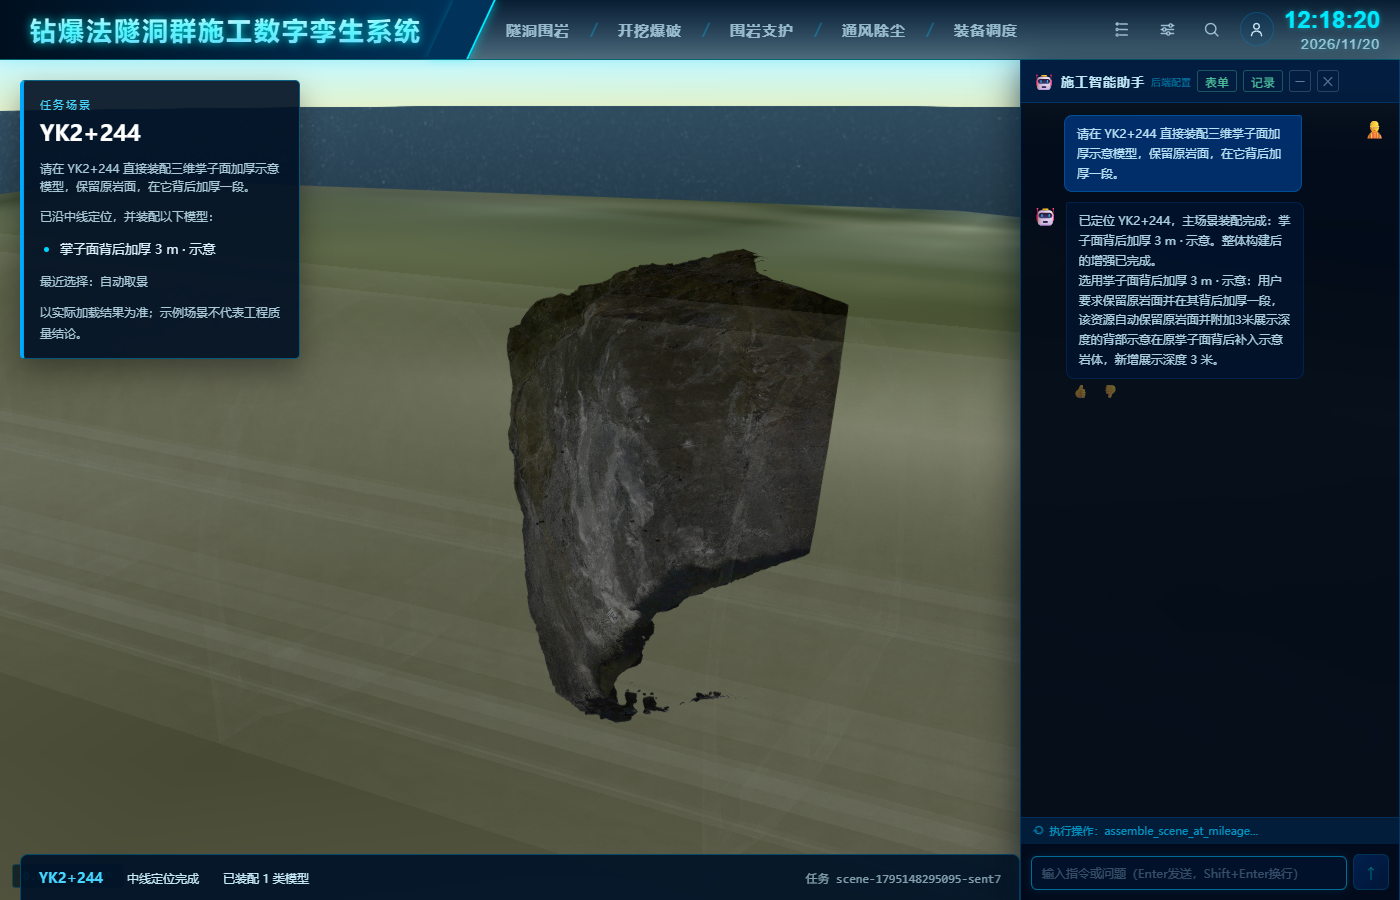 钻爆法隧洞群施工数字孪生系统
隧洞围岩 / 开挖爆破 / 围岩支护 / 通风除尘 / 装备调度
12:18:20
2026/11/20
任务场景
YK2+244
请在 YK2+244 直接装配三维掌子面加厚示意
模型，保留原岩面，在它背后加厚一段。
已沿中线定位，并装配以下模型：
掌子面背后加厚 3 m · 示意
最近选择：自动取景
以实际加载结果为准；示例场景不代表工程质
量结论。
施工智能助手 后端配置 表单 记录
请在 YK2+244 直接装配三维掌子面加
厚示意模型，保留原岩面，在它背后加
厚一段。
已定位 YK2+244，主场景装配完成：掌
子面背后加厚 3 m · 示意。整体构建后
的增强已完成。
选用掌子面背后加厚 3 m · 示意：用户
要求保留原岩面并在其背后加厚一段，
该资源自动保留原岩面并附加3米展示深
度的背部示意在原掌子面背后补入示意
岩体，新增展示深度 3 米。
执行操作：assemble_scene_at_mileage...
输入指令或问题（Enter发送，Shift+Enter换行）
YK2+244 中线定位完成 已装配 1 类模型 任务 scene-1795148295095-sent7